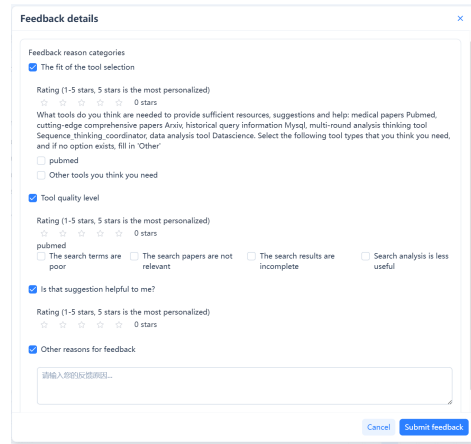 Feedback details
Feedback reason categories
The fit of the tool selection
Rating (1-5 stars, 5 stars is the most personalized)
0 stars
What tools do you think are needed to provide sufficient resources, suggestions and help: medical papers Pubmed,
cutting-edge comprehensive papers Arxiv, historical query information Mysql, multi-round analysis thinking tool
Sequence_thinking_coordinator, data analysis tool Datascience. Select the following tool types that you think you need,
and if no option exists, fill in 'Other'
pubmed
Other tools you think you need
Tool quality level
Rating (1-5 stars, 5 stars is the most personalized)
0 stars
pubmed
The search terms are poor
The search papers are not relevant
The search results are incomplete
Search analysis is less useful
Is that suggestion helpful to me?
Rating (1-5 stars, 5 stars is the most personalized)
0 stars
Other reasons for feedback
请输入您的反馈原因...
Cancel
Submit feedback